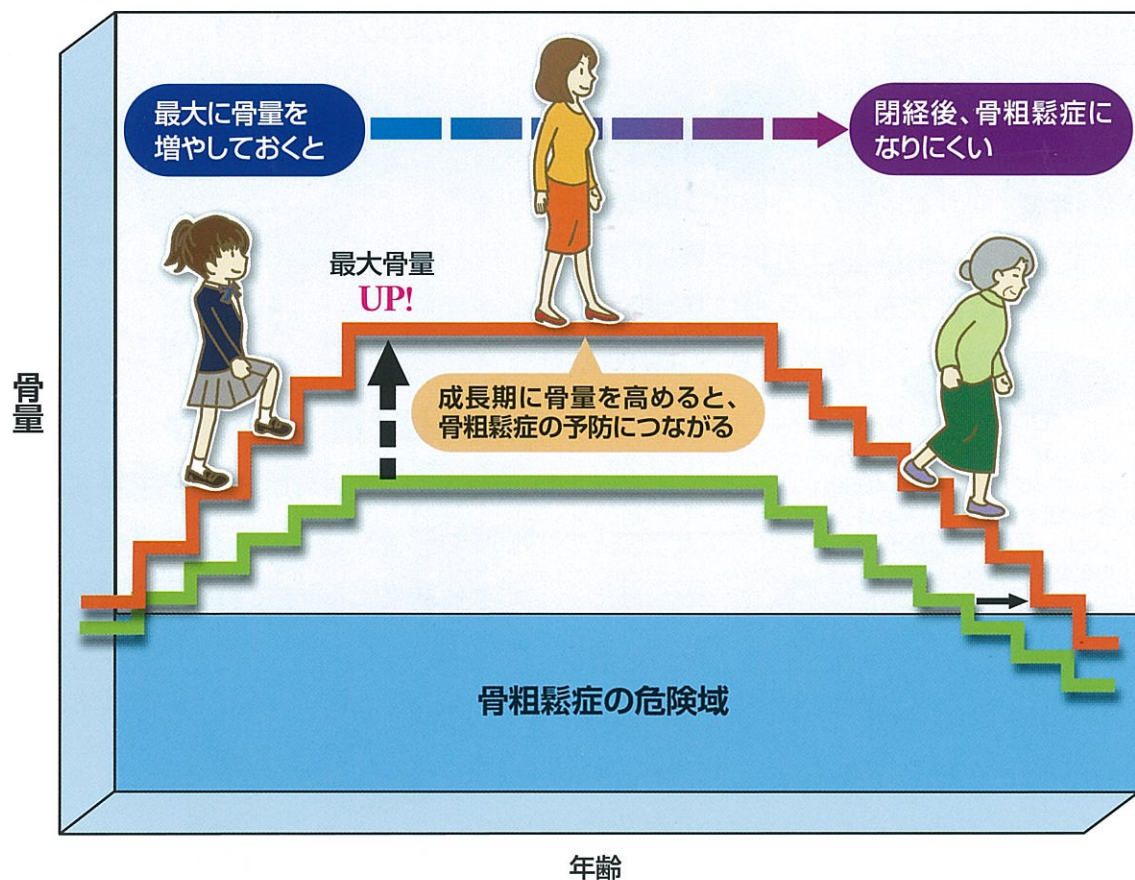 最大に骨量を
増やしておくと
閉経後、骨粗鬆症に
なりにくい
最大骨量
UP!
成長期に骨量を高めると、
骨粗鬆症の予防につながる
骨量
骨粗鬆症の危険域
年齢